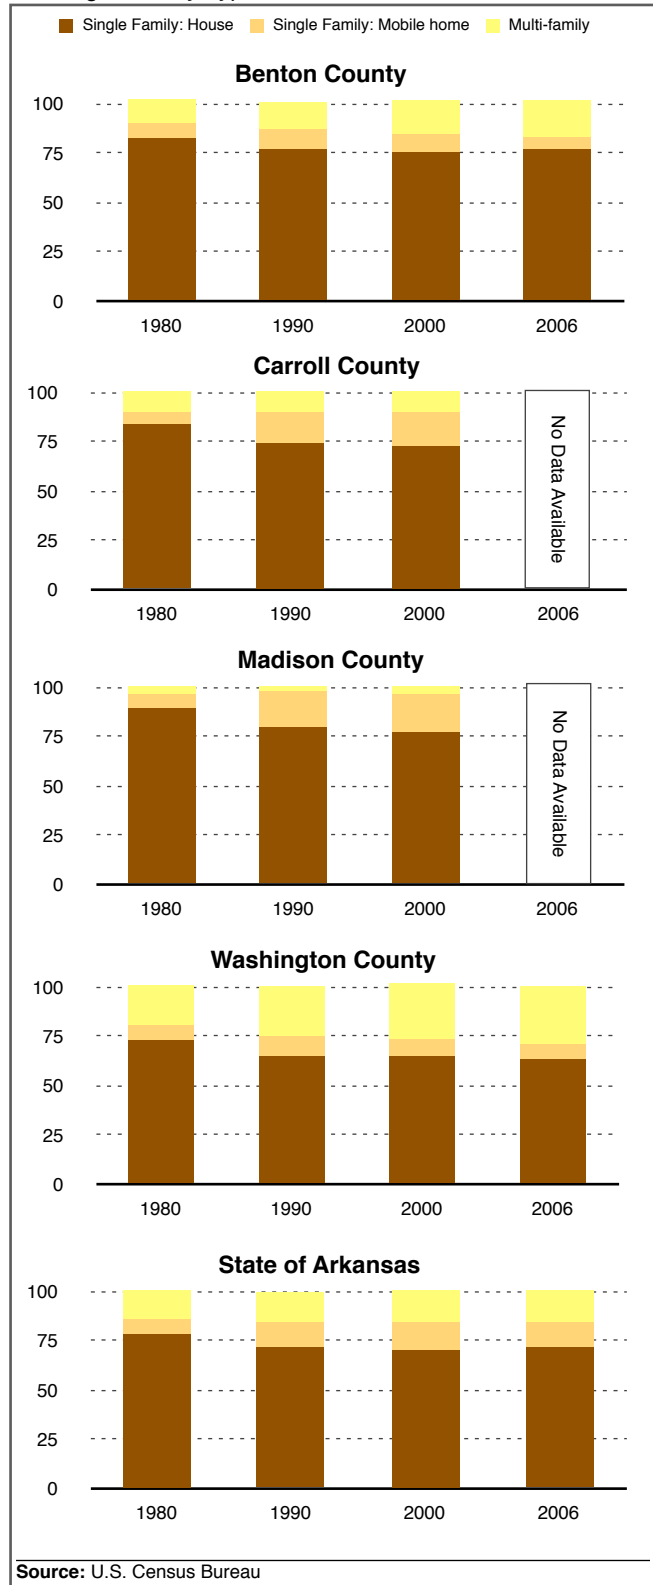 Single Family: House Single Family: Mobile home Multi-family
Benton County
100
75
50
25
0
1980 1990 2000 2006
Carroll County
100
75
50
25
0
No Data Available
1980 1990 2000 2006
Madison County
100
75
50
25
0
No Data Available
1980 1990 2000 2006
Washington County
100
75
50
25
0
1980 1990 2000 2006
State of Arkansas
100
75
50
25
0
1980 1990 2000 2006
Source: U.S. Census Bureau